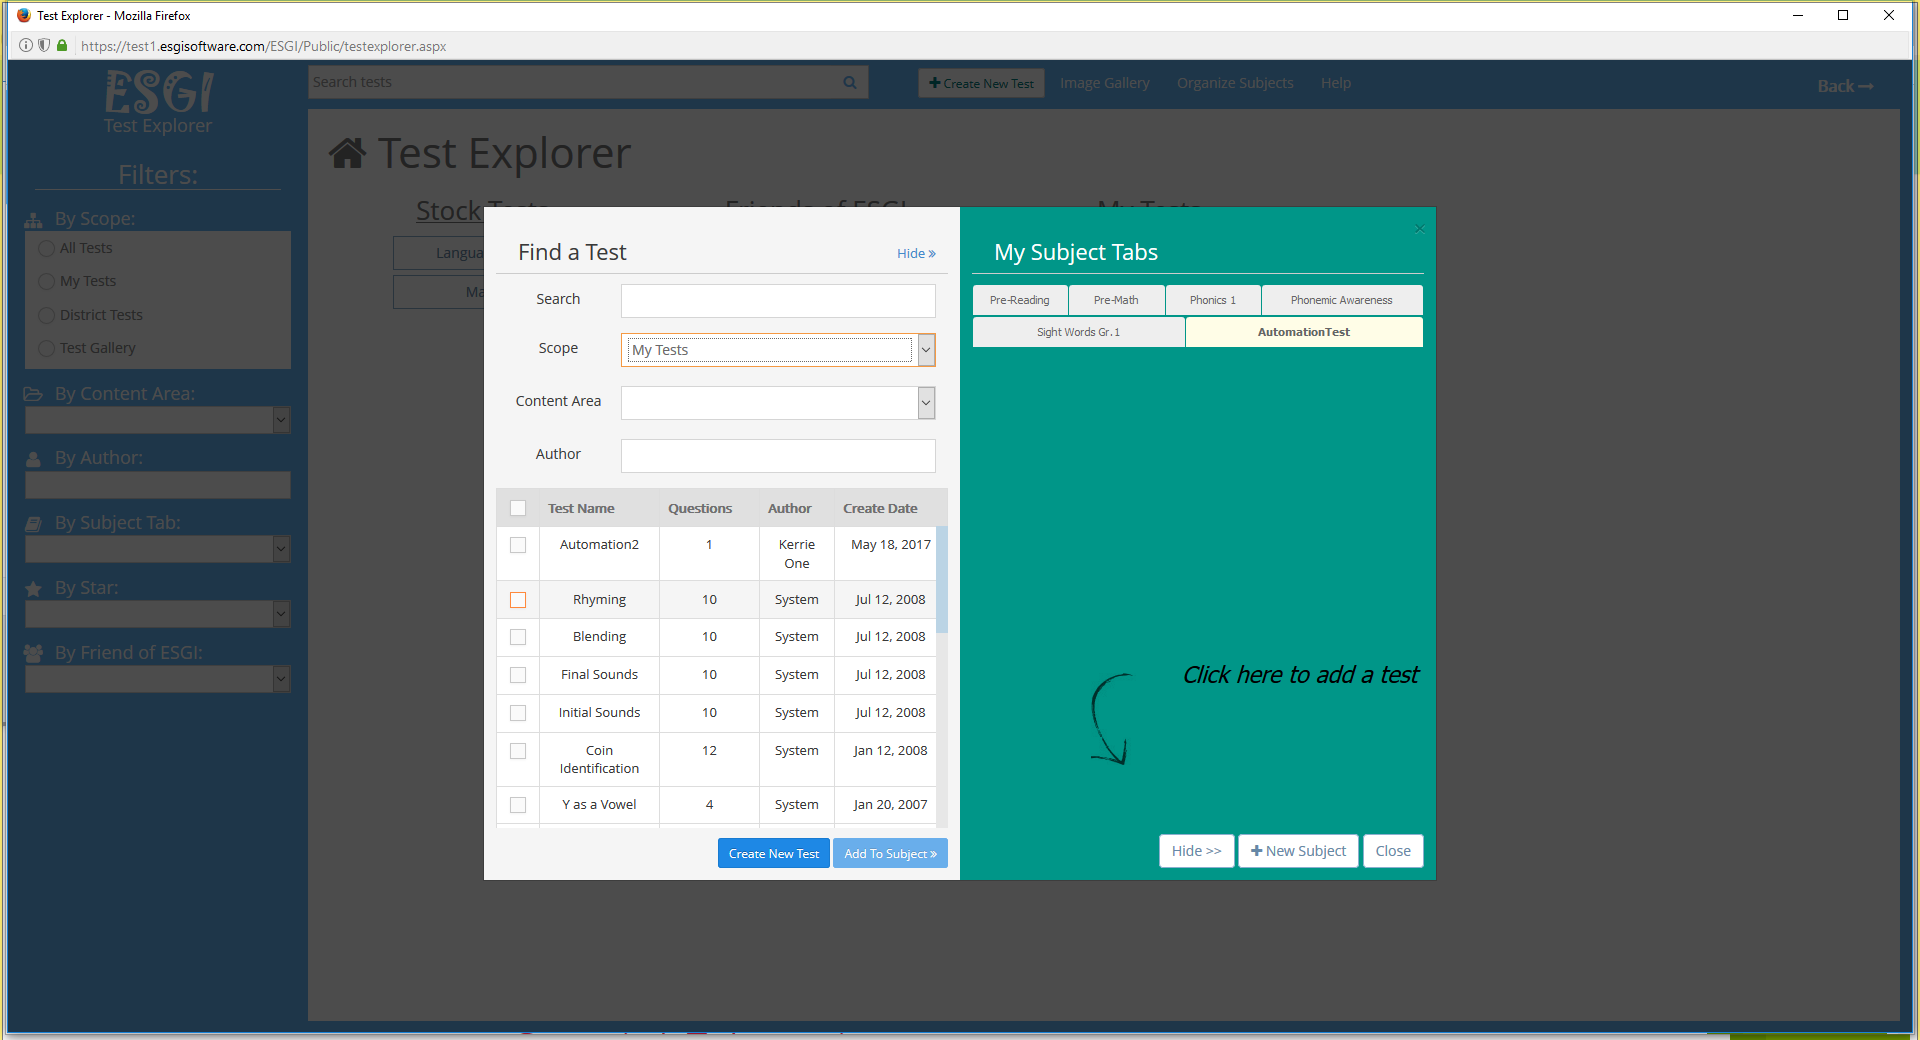 Test Explorer - Mozilla Firefox
https://test1.esgisoftware.com/ESGI/Public/testexplorer.aspx
ESGI
Test Explorer
Search tests
Create New Test
Image Gallery
Organize Subjects
Help
Back
Filters:
By Scope:
All Tests
My Tests
District Tests
Test Gallery
By Content Area:
By Author:
By Subject Tab:
By Star:
By Friend of ESGI:
Test Explorer
Stock Tests
Friends of ESGI
My Tests
Langua
Ma
Find a Test
Hide »
Search
Scope
My Tests
Content Area
Author
Test Name Questions Author Create Date
Automation2 1 Kerrie One May 18, 2017
Rhyming 10 System Jul 12, 2008
Blending 10 System Jul 12, 2008
Final Sounds 10 System Jul 12, 2008
Initial Sounds 10 System Jul 12, 2008
Coin Identification 12 System Jan 12, 2008
Y as a Vowel 4 System Jan 20, 2007
Create New Test
Add To Subject »
My Subject Tabs
Pre-Reading
Pre-Math
Phonics 1
Phonemic Awareness
Sight Words Gr.1
AutomationTest
Click here to add a test
Hide >>
New Subject
Close